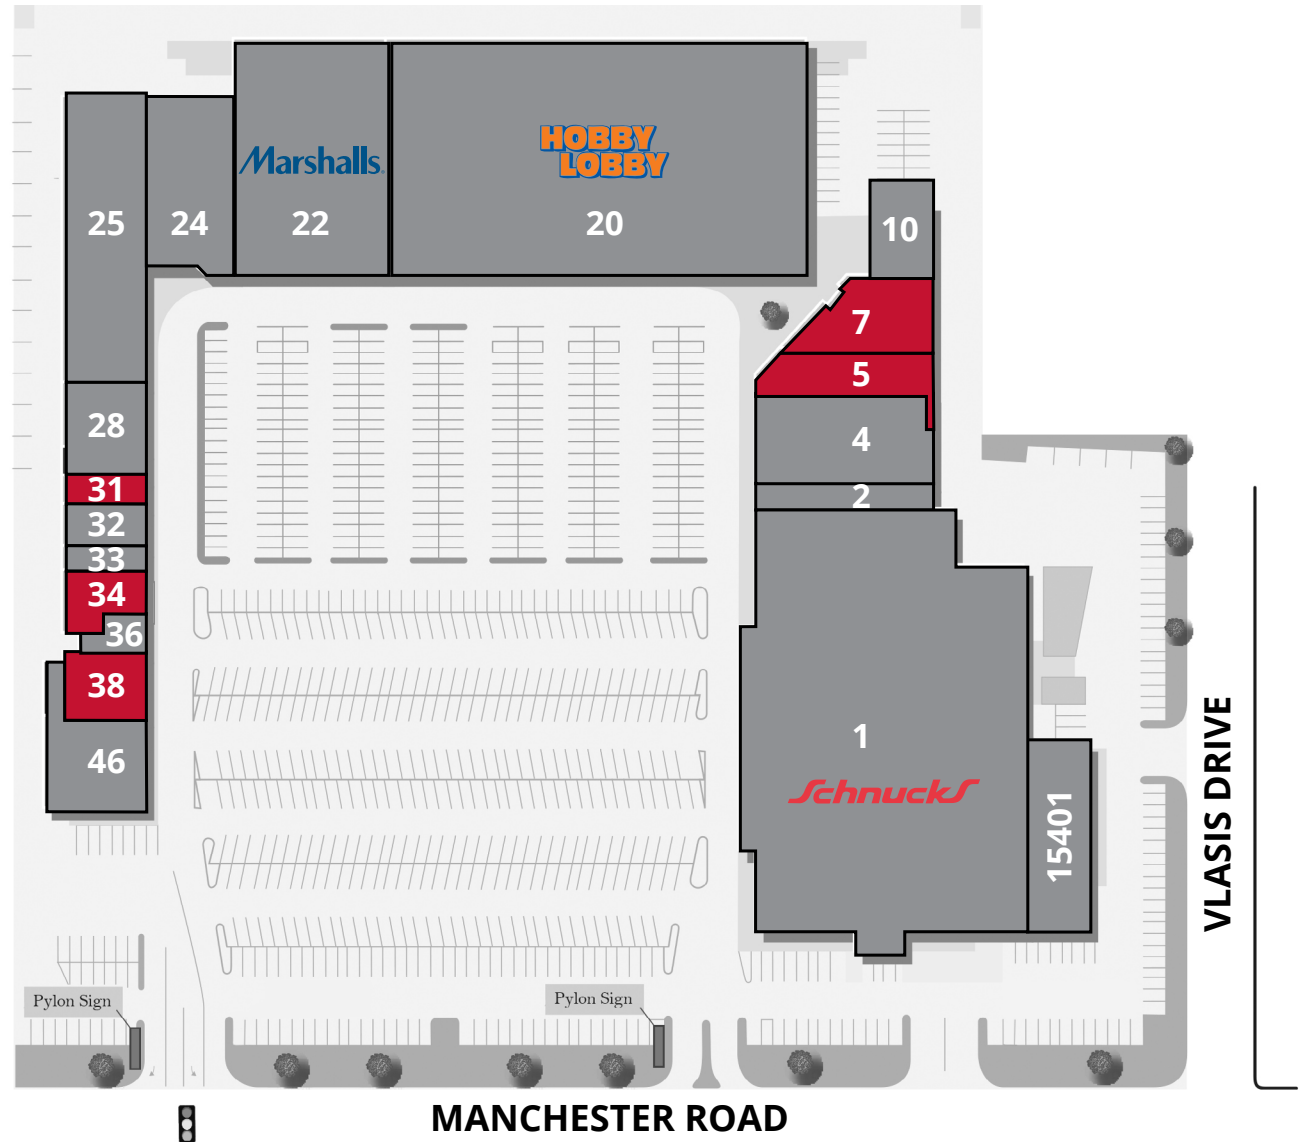 HOBBY
LOBBY
Marshalls
25
24
22
20
10
7
5
28
4
31
2
32
33
34
36
38
1
46
Schnucks
15401
VLASIS DRIVE
Pylon Sign
Pylon Sign
MANCHESTER ROAD